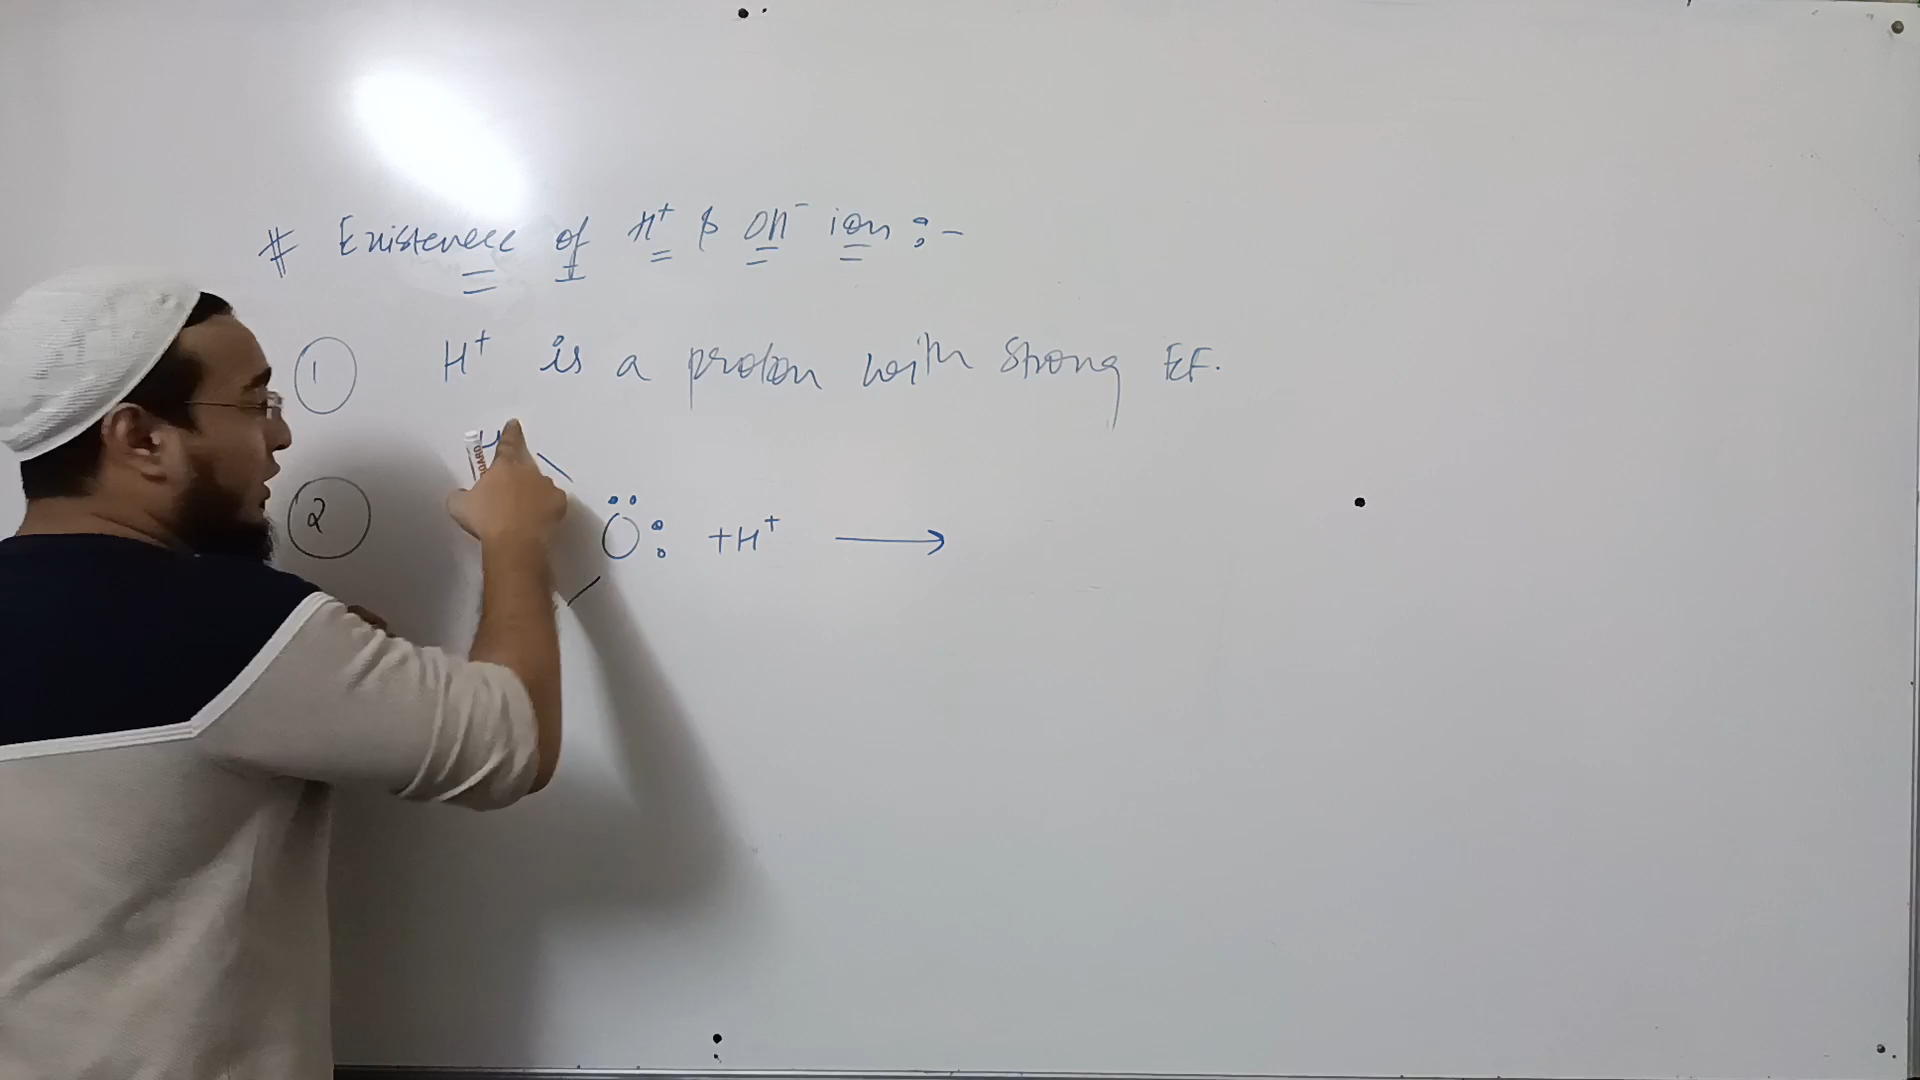 # Existence of H⁺ & OH⁻ ion :-
① H⁺ is a proton with strong EF.
H
② O + H⁺ ⟶